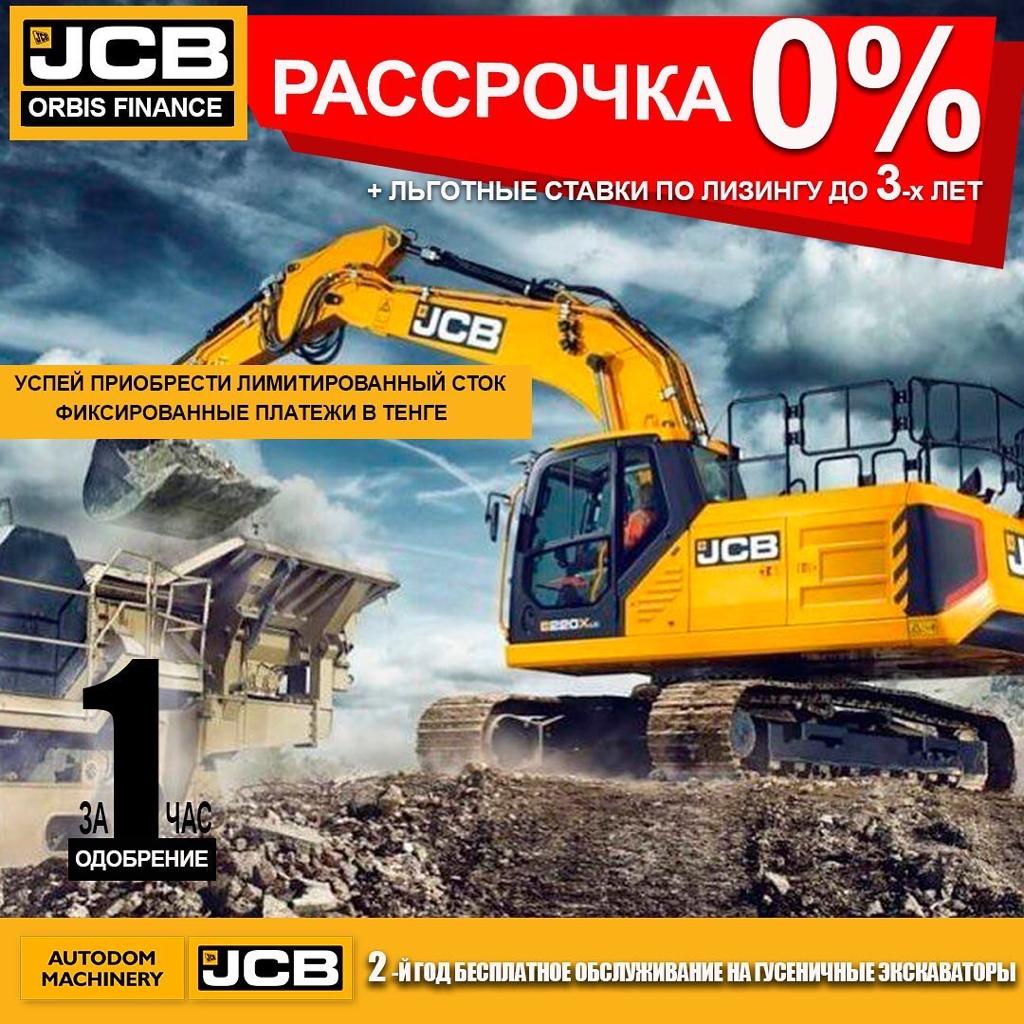 JCB
ORBIS FINANCE
РАССРОЧКА 0%
+ ЛЬГОТНЫЕ СТАВКИ ПО ЛИЗИНГУ ДО 3-х ЛЕТ
JCB
УСПЕЙ ПРИОБРЕСТИ ЛИМИТИРОВАННЫЙ СТОК
ФИКСИРОВАННЫЕ ПЛАТЕЖИ В ТЕНГЕ
JCB
220X
ЗА 1 ЧАС
ОДОБРЕНИЕ
AUTODOM
MACHINERY
JCB
2 -Й ГОД БЕСПЛАТНОЕ ОБСЛУЖИВАНИЕ НА ГУСЕНИЧНЫЕ ЭКСКАВАТОРЫ